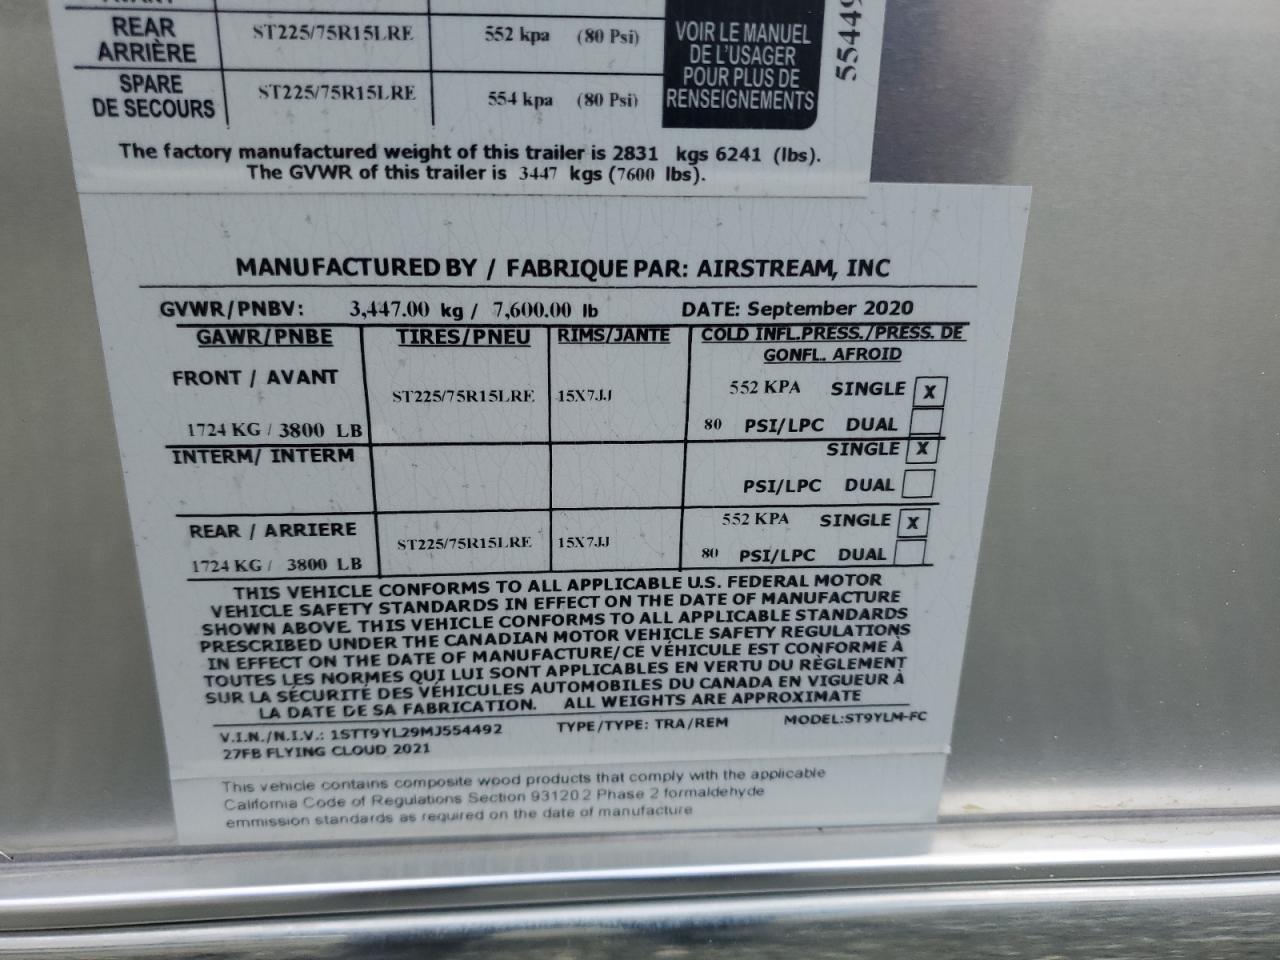 REAR
ARRIÈRE
ST225/75R15LRE
552 kpa (80 Psi)
SPARE
DE SECOURS
ST225/75R15LRE
554 kpa (80 Psi)
VOIR LE MANUEL
DE L'USAGER
POUR PLUS DE
RENSEIGNEMENTS
The factory manufactured weight of this trailer is 2831 kgs 6241 (lbs).
The GVWR of this trailer is 3447 kgs (7600 lbs).
MANUFACTURED BY / FABRIQUE PAR: AIRSTREAM, INC
GVWR/PNBV: 3,447.00 kg / 7,600.00 lb DATE: September 2020
GAWR/PNBE TIRES/PNEU RIMS/JANTE COLD INFL.PRESS./PRESS. DE
GONFL. AFROID
FRONT / AVANT
ST225/75R15LRE 15X7JJ 552 KPA SINGLE X
1724 KG / 3800 LB 80 PSI/LPC DUAL
INTERM/ INTERM SINGLE X
PSI/LPC DUAL
REAR / ARRIERE 552 KPA SINGLE X
ST225/75R15LRE 15X7JJ
1724 KG / 3800 LB 80 PSI/LPC DUAL
THIS VEHICLE CONFORMS TO ALL APPLICABLE U.S. FEDERAL MOTOR
VEHICLE SAFETY STANDARDS IN EFFECT ON THE DATE OF MANUFACTURE
SHOWN ABOVE. THIS VEHICLE CONFORMS TO ALL APPLICABLE STANDARDS
PRESCRIBED UNDER THE CANADIAN MOTOR VEHICLE SAFETY REGULATIONS
IN EFFECT ON THE DATE OF MANUFACTURE/CE VÉHICULE EST CONFORME À
TOUTES LES NORMES QUI LUI SONT APPLICABLES EN VERTU DU RÈGLEMENT
SUR LA SÉCURITÉ DES VÉHICULES AUTOMOBILES DU CANADA EN VIGUEUR À
LA DATE DE SA FABRICATION. ALL WEIGHTS ARE APPROXIMATE
V.I.N./N.I.V.: 1STT9YL29MJ554492 TYPE/TYPE: TRA/REM MODEL:ST9YLM-FC
27FB FLYING CLOUD 2021
This vehicle contains composite wood products that comply with the applicable
California Code of Regulations Section 931202 Phase 2 formaldehyde
emmission standards as required on the date of manufacture